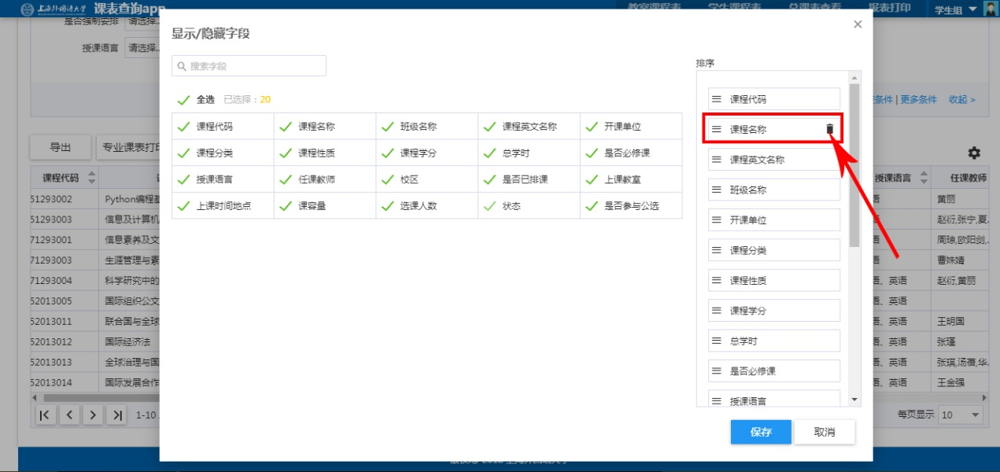 上海外国语大学 课表查询app 教室课程表 学生课程表 总课表查看 报表打印 学生组
是否强制安排 请选择..
授课语言 请选择..
条件 | 更多条件 收起 >
导出 专业课表打印
课程代码 授课语言 任课教师
51293002 Python编程基 黄丽
51293003 信息及计算机 赵衍,张宁,夏.
71293001 信息素养及文 周琼,欧阳剑,.
71293003 生涯管理与素 曹姝婧
71293004 科学研究中的 语、英语 赵衍,黄丽
52013005 国际组织公文 语、英语
52013011 联合国与全球 语、英语 王明国
52013012 国际经济法 语、英语 张瑾
52013013 全球治理与国 语、英语 张琪,汤蓓,华.
52013014 国际发展合作 语、英语 王金强
1-10 每页显示 10
显示/隐藏字段
搜索字段
全选 已选择：20
课程代码 课程名称 班级名称 课程英文名称 开课单位
课程分类 课程性质 课程学分 总学时 是否必修课
授课语言 任课教师 校区 是否已排课 上课教室
上课时间地点 课容量 选课人数 状态 是否参与公选
排序
课程代码
课程名称
课程英文名称
班级名称
开课单位
课程分类
课程性质
课程学分
总学时
是否必修课
授课语言
保存 取消